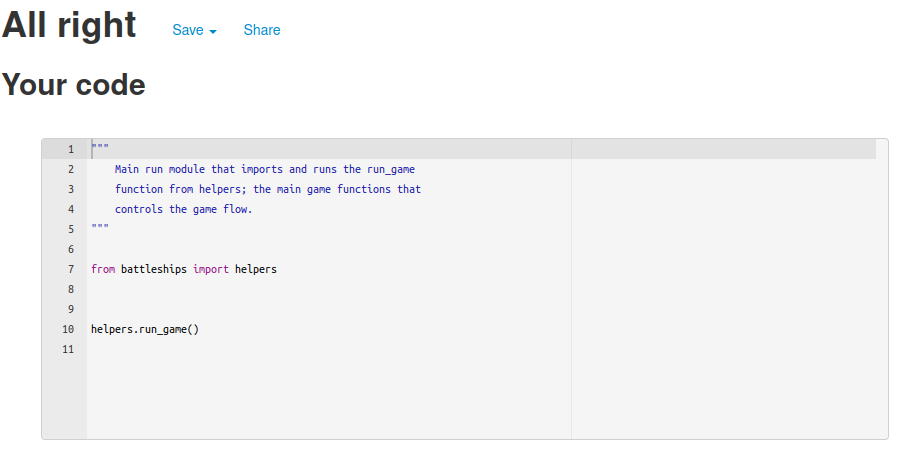 All right Save Share
Your code
1 """
2 Main run module that imports and runs the run_game
3 function from helpers; the main game functions that
4 controls the game flow.
5 """
6
7 from battleships import helpers
8
9
10 helpers.run_game()
11